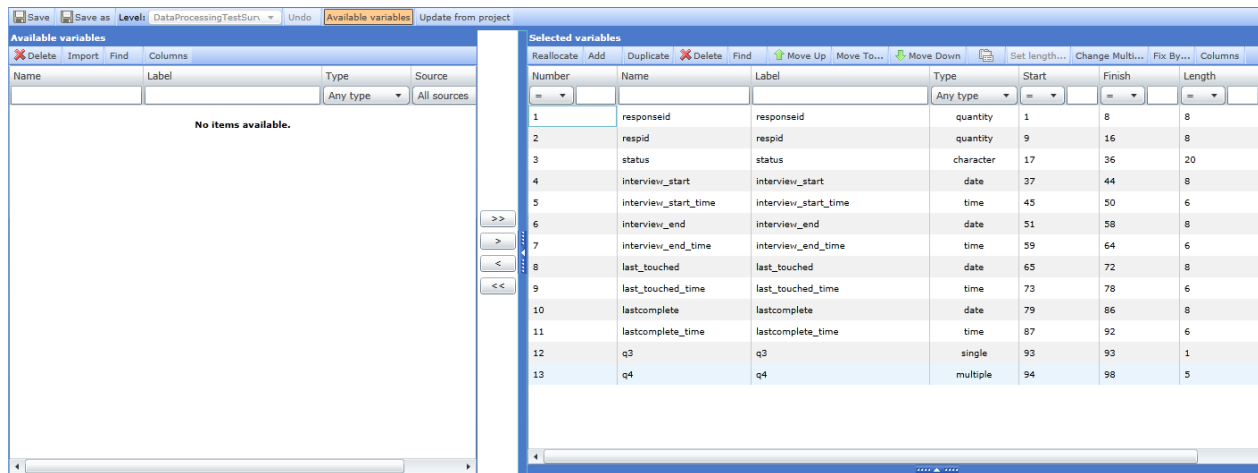 Save Save as Level: DataProcessingTestSurv Undo Available variables Update from project
Available variables
Delete Import Find Columns
Name Label Type Source
Any type All sources
No items available.
>>
>
<
<<
Selected variables
Reallocate Add Duplicate Delete Find Move Up Move To... Move Down Set length... Change Multi... Fix By... Columns
Number Name Label Type Start Finish Length
= Any type = = =
1 responseid responseid quantity 1 8 8
2 respid respid quantity 9 16 8
3 status status character 17 36 20
4 interview_start interview_start date 37 44 8
5 interview_start_time interview_start_time time 45 50 6
6 interview_end interview_end date 51 58 8
7 interview_end_time interview_end_time time 59 64 6
8 last_touched last_touched date 65 72 8
9 last_touched_time last_touched_time time 73 78 6
10 lastcomplete lastcomplete date 79 86 8
11 lastcomplete_time lastcomplete_time time 87 92 6
12 q3 q3 single 93 93 1
13 q4 q4 multiple 94 98 5